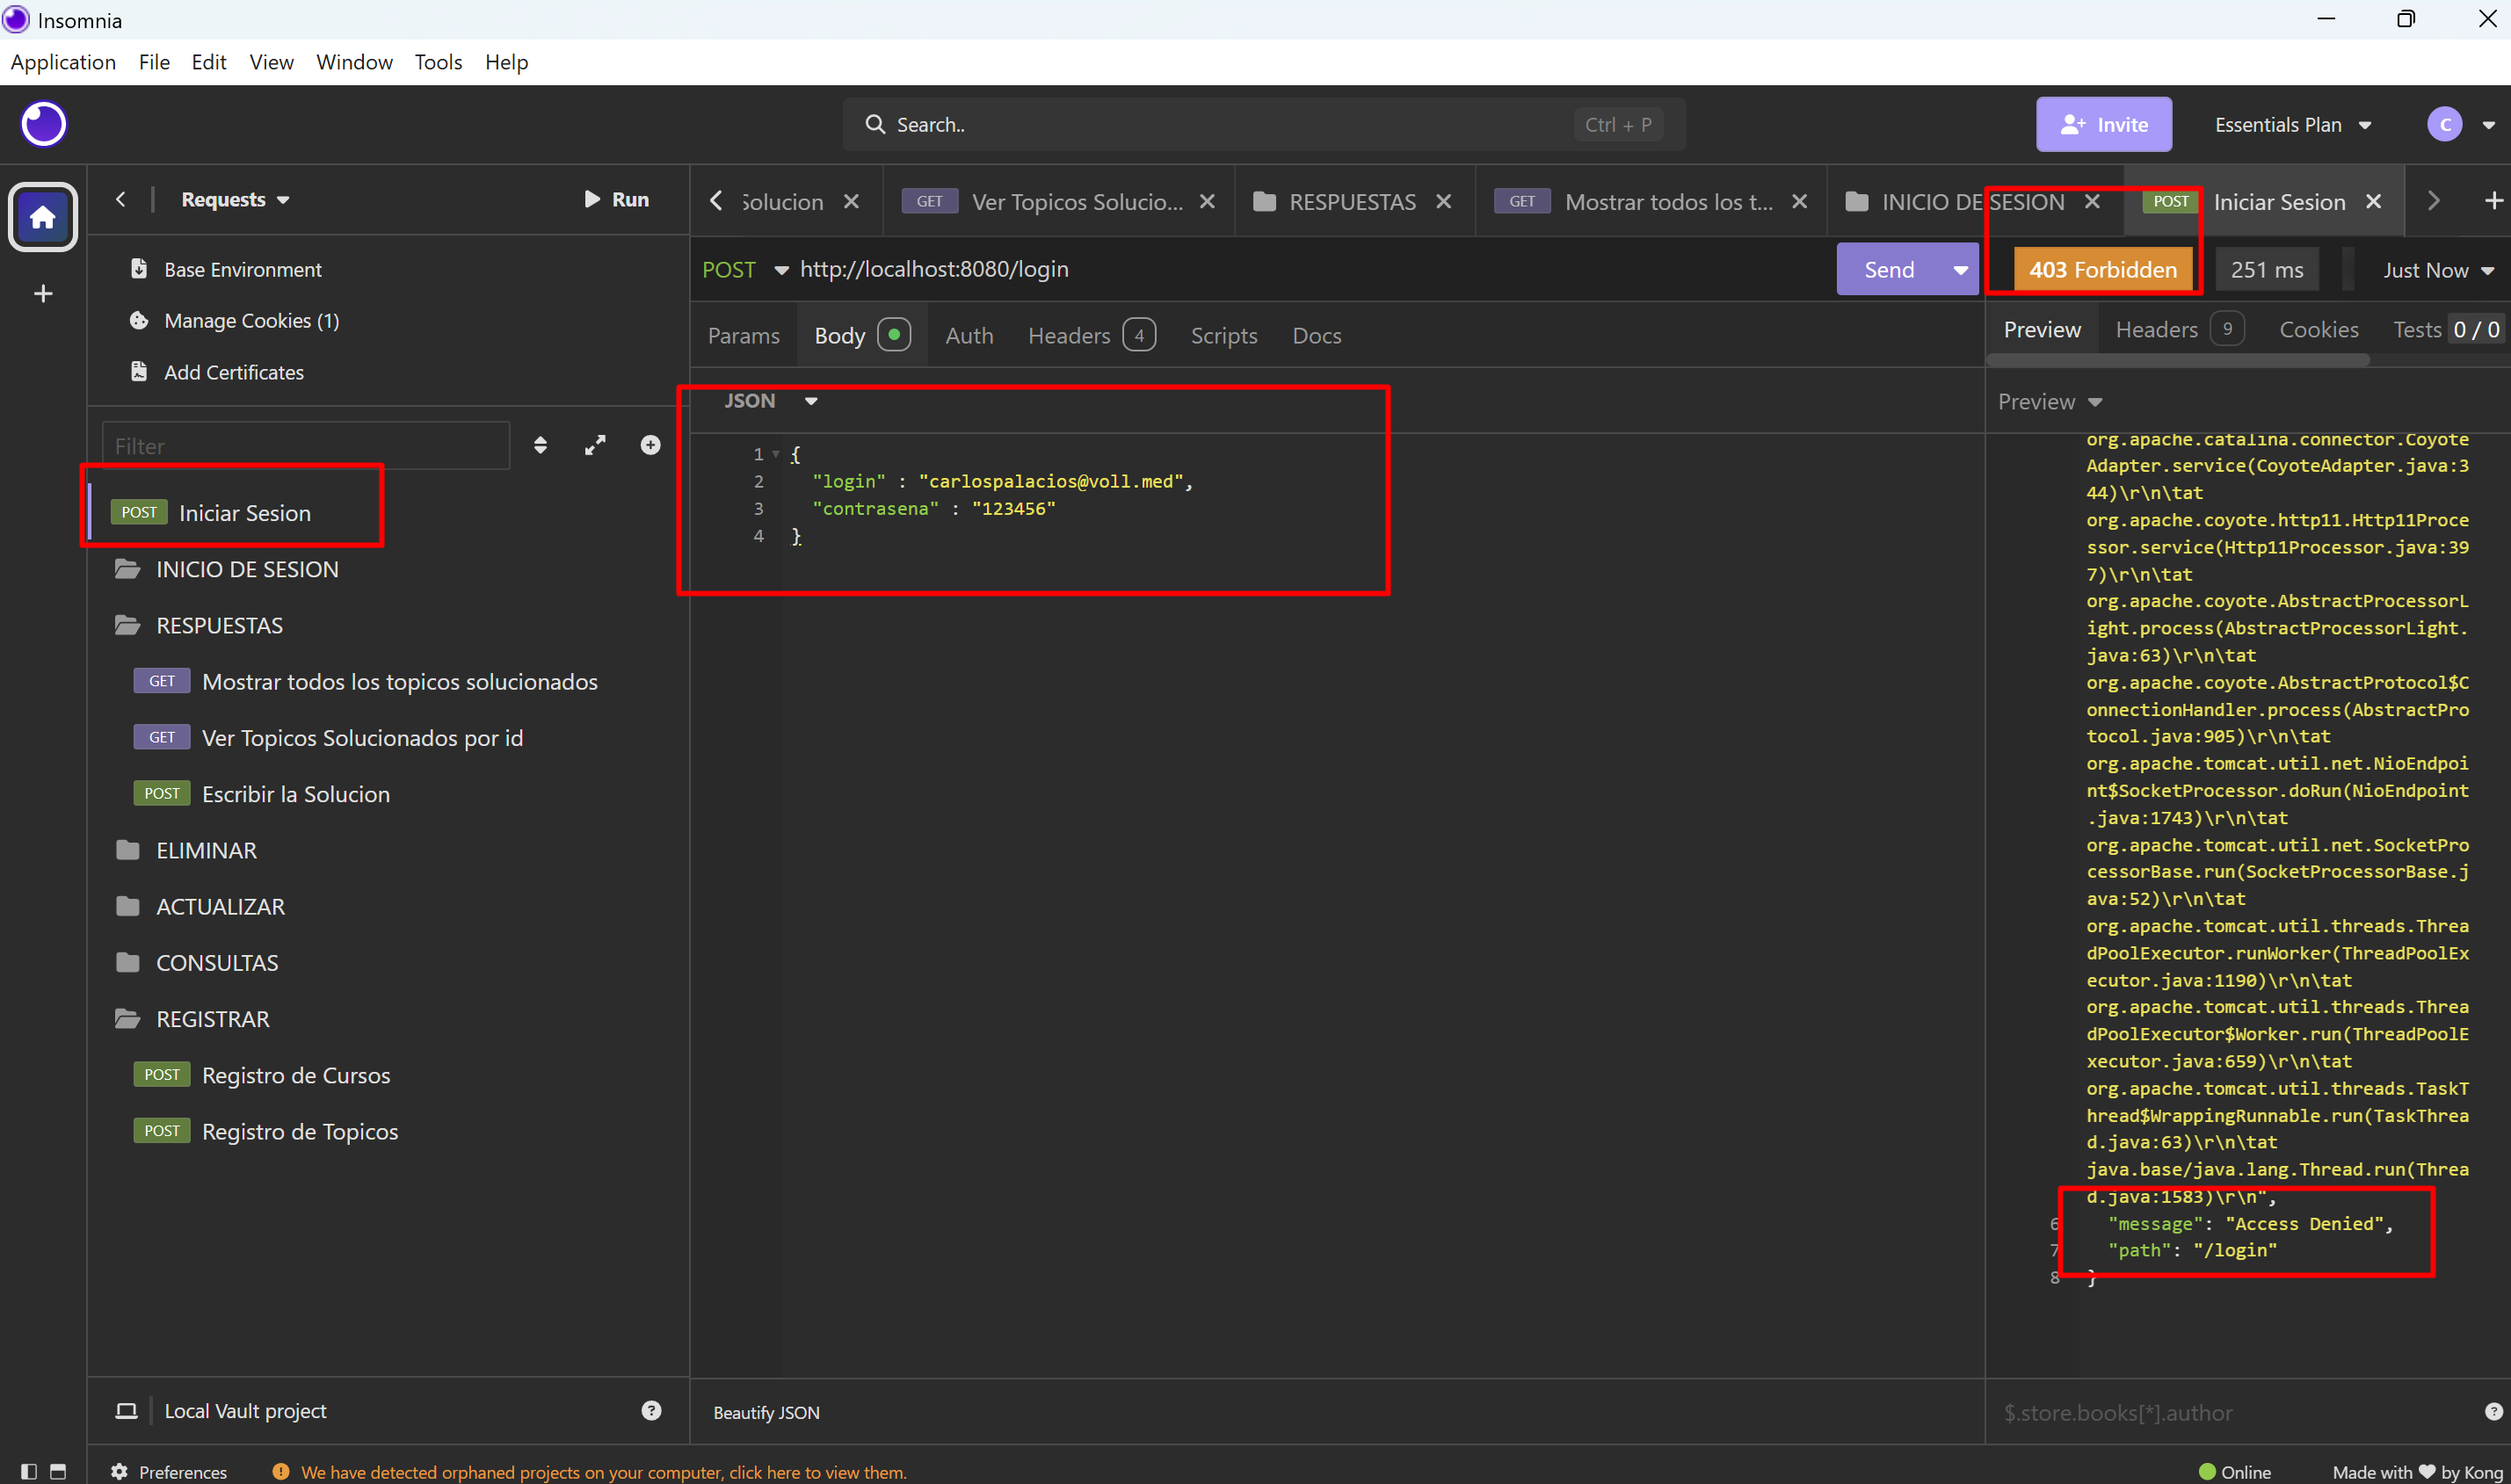 Insomnia
Application File Edit View Window Tools Help
Search.. Ctrl + P
Invite
Essentials Plan
C
Requests
Run
Solucion
GET Ver Topicos Solucio...
RESPUESTAS
GET Mostrar todos los t...
INICIO DE SESION
POST Iniciar Sesion
Base Environment
Manage Cookies (1)
Add Certificates
POST http://localhost:8080/login
Send
403 Forbidden
251 ms
Just Now
Params Body Auth Headers 4 Scripts Docs
Preview Headers 9 Cookies Tests 0 / 0
JSON
Preview
Filter
POST Iniciar Sesion
INICIO DE SESION
RESPUESTAS
GET Mostrar todos los topicos solucionados
GET Ver Topicos Solucionados por id
POST Escribir la Solucion
ELIMINAR
ACTUALIZAR
CONSULTAS
REGISTRAR
POST Registro de Cursos
POST Registro de Topicos
1 {
2 "login" : "carlospalacios@voll.med",
3 "contrasena" : "123456"
4 }
org.apache.catalina.connector.Coyote
Adapter.service(CoyoteAdapter.java:3
44)\r\n\tat
org.apache.coyote.http11.Http11Proce
ssor.service(Http11Processor.java:39
7)\r\n\tat
org.apache.coyote.AbstractProcessorL
ight.process(AbstractProcessorLight.
java:63)\r\n\tat
org.apache.coyote.AbstractProtocol$C
onnectionHandler.process(AbstractPro
tocol.java:905)\r\n\tat
org.apache.tomcat.util.net.NioEndpoi
nt$SocketProcessor.doRun(NioEndpoint
.java:1743)\r\n\tat
org.apache.tomcat.util.net.SocketPro
cessorBase.run(SocketProcessorBase.j
ava:52)\r\n\tat
org.apache.tomcat.util.threads.Threa
dPoolExecutor.runWorker(ThreadPoolEx
ecutor.java:1190)\r\n\tat
org.apache.tomcat.util.threads.Threa
dPoolExecutor$Worker.run(ThreadPoolE
xecutor.java:659)\r\n\tat
org.apache.tomcat.util.threads.TaskT
hread$WrappingRunnable.run(TaskThrea
d.java:63)\r\n\tat
java.base/java.lang.Thread.run(Threa
d.java:1583)\r\n",
6 "message": "Access Denied",
7 "path": "/login"
8 }
Local Vault project
Beautify JSON
$.store.books[*].author
Preferences
We have detected orphaned projects on your computer, click here to view them.
Online
Made with ♥ by Kong